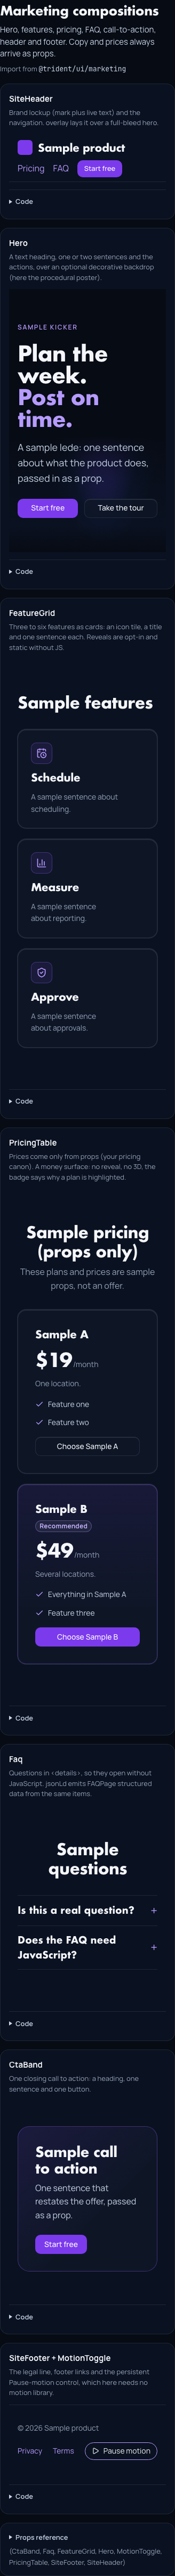 Marketing compositions
Hero, features, pricing, FAQ, call-to-action,
header and footer. Copy and prices always
arrive as props.
Import from @trident/ui/marketing
SiteHeader
Brand lockup (mark plus live text) and the
navigation, overlay lays it over a full-bleed hero.
Sample product
Pricing FAQ Start free
Code
Hero
A text heading, one or two sentences and the
actions, over an optional decorative backdrop
(here the procedural poster).
SAMPLE KICKER
Plan the
week.
Post on
time.
A sample lede: one sentence
about what the product does,
passed in as a prop.
Start free Take the tour
Code
FeatureGrid
Three to six features as cards: an icon tile, a title
and one sentence each. Reveals are opt-in and
static without JS.
Sample features
Schedule
A sample sentence about
scheduling.
Measure
A sample sentence
about reporting.
Approve
A sample sentence
about approvals.
Code
PricingTable
Prices come only from props (your pricing
canon). A money surface: no reveal, no 3D, the
badge says why a plan is highlighted.
Sample pricing
(props only)
These plans and prices are sample
props, not an offer.
Sample A
$19/month
One location.
Feature one
Feature two
Choose Sample A
Sample B
Recommended
$49/month
Several locations.
Everything in Sample A
Feature three
Choose Sample B
Code
Faq
Questions in <details>, so they open without
JavaScript. jsonLd emits FAQPage structured
data from the same items.
Sample
questions
Is this a real question? +
Does the FAQ need
JavaScript? +
Code
CtaBand
One closing call to action: a heading, one
sentence and one button.
Sample call
to action
One sentence that
restates the offer, passed
as a prop.
Start free
Code
SiteFooter + MotionToggle
The legal line, footer links and the persistent
Pause-motion control, which here needs no
motion library.
© 2026 Sample product
Privacy Terms Pause motion
Code
Props reference
(CtaBand, Faq, FeatureGrid, Hero, MotionToggle,
PricingTable, SiteFooter, SiteHeader)